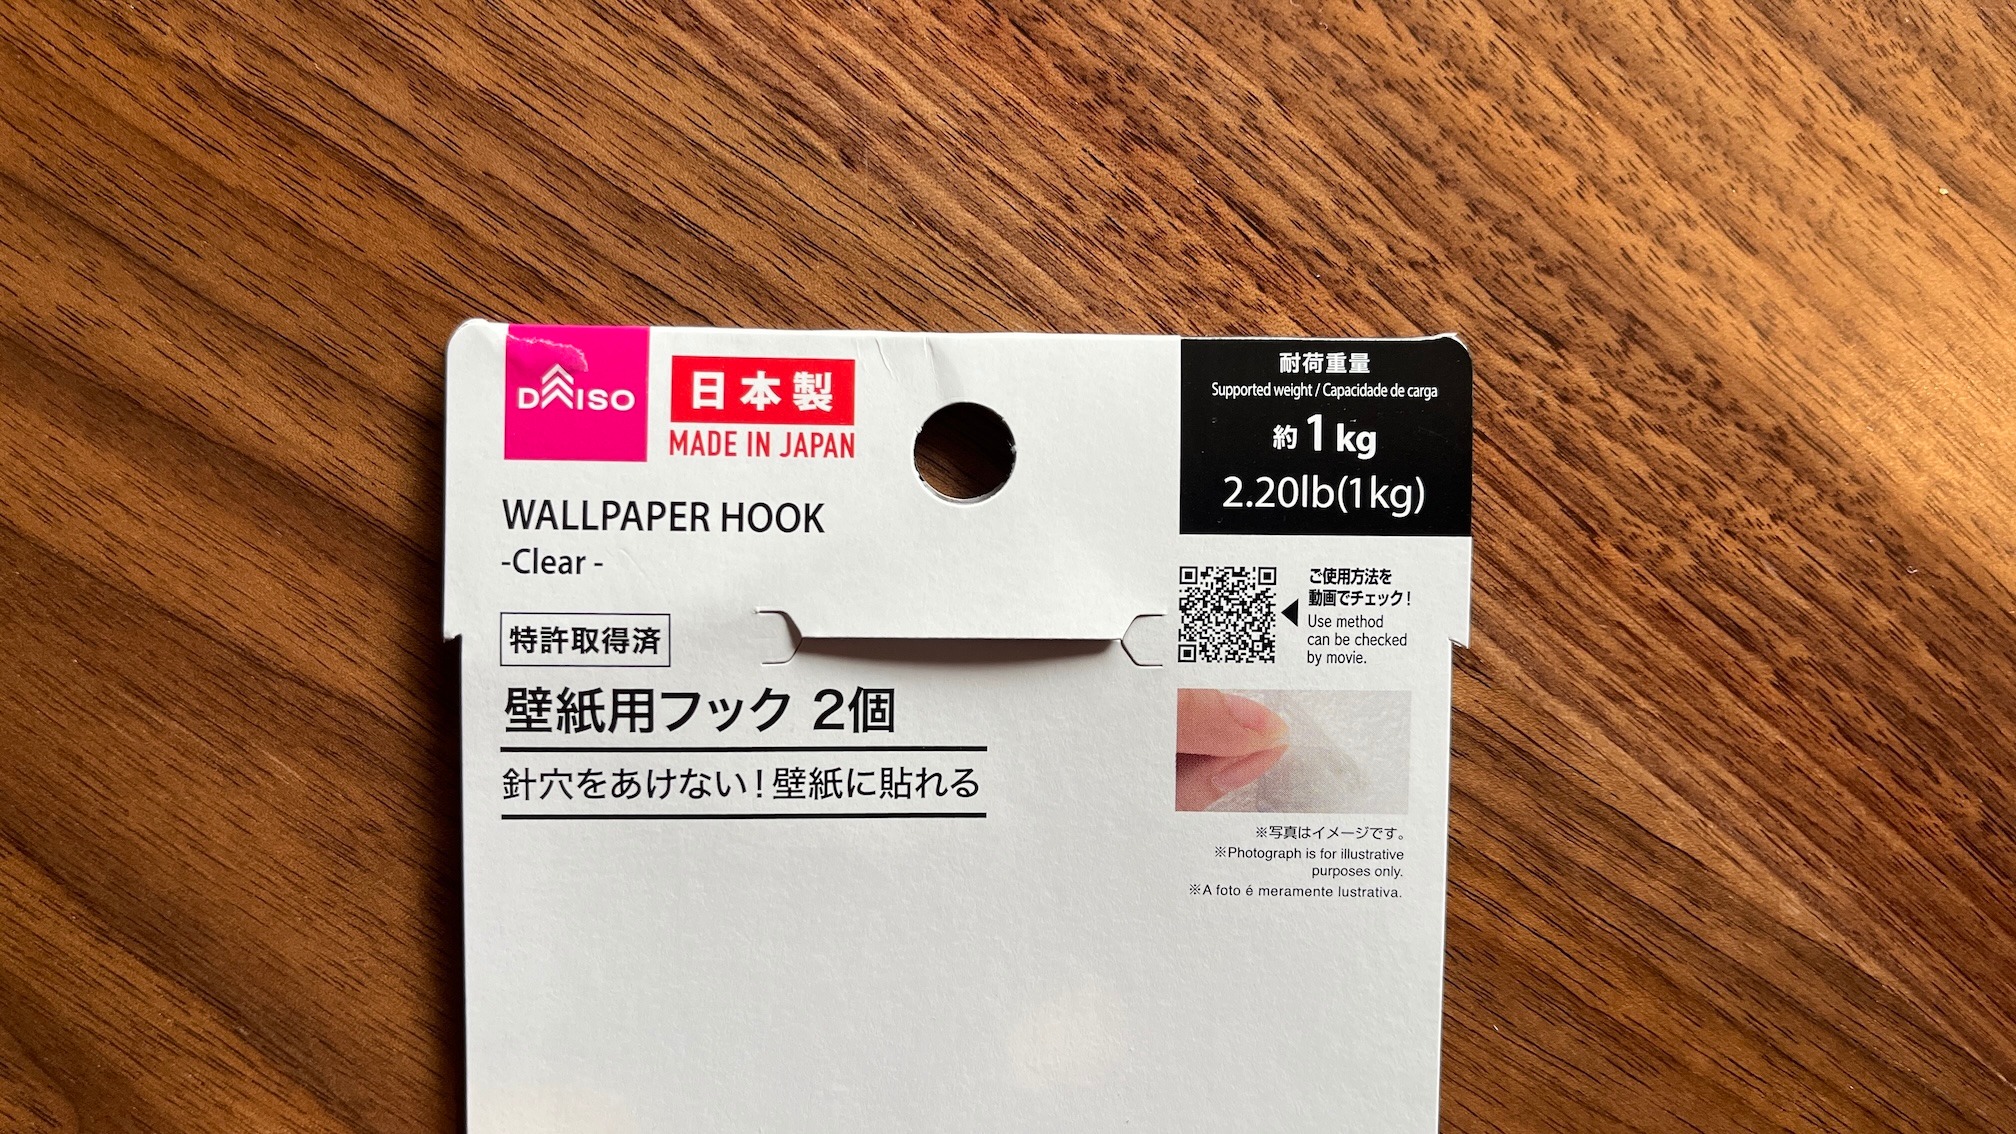 DAISO
日本製
MADE IN JAPAN
WALLPAPER HOOK
-Clear -
特許取得済
壁紙用フック 2個
針穴をあけない!壁紙に貼れる
耐荷重量
Supported weight / Capacidade de carga
約1kg
2.20lb(1kg)
ご使用方法を
動画でチェック!
Use method
can be checked
by movie.
※写真はイメージです。
※Photograph is for illustrative
purposes only.
※A foto é meramente lustrativa.